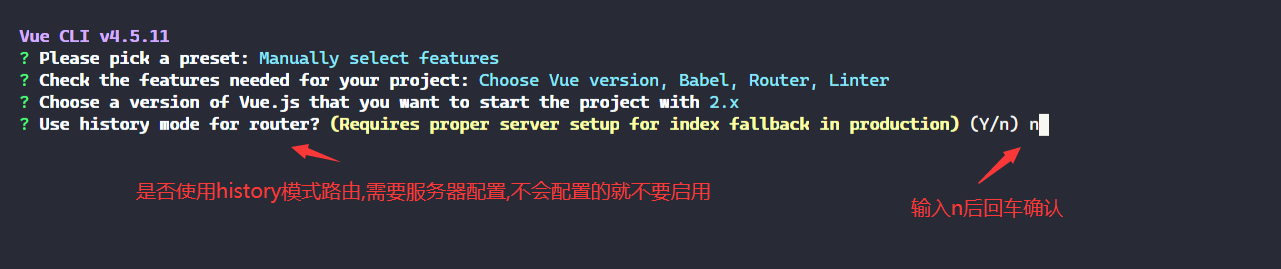 Vue CLI v4.5.11
? Please pick a preset: Manually select features
? Check the features needed for your project: Choose Vue version, Babel, Router, Linter
? Choose a version of Vue.js that you want to start the project with 2.x
? Use history mode for router? (Requires proper server setup for index fallback in production) (Y/n) n
是否使用history模式路由,需要服务器配置,不会配置的就不要启用
输入n后回车确认